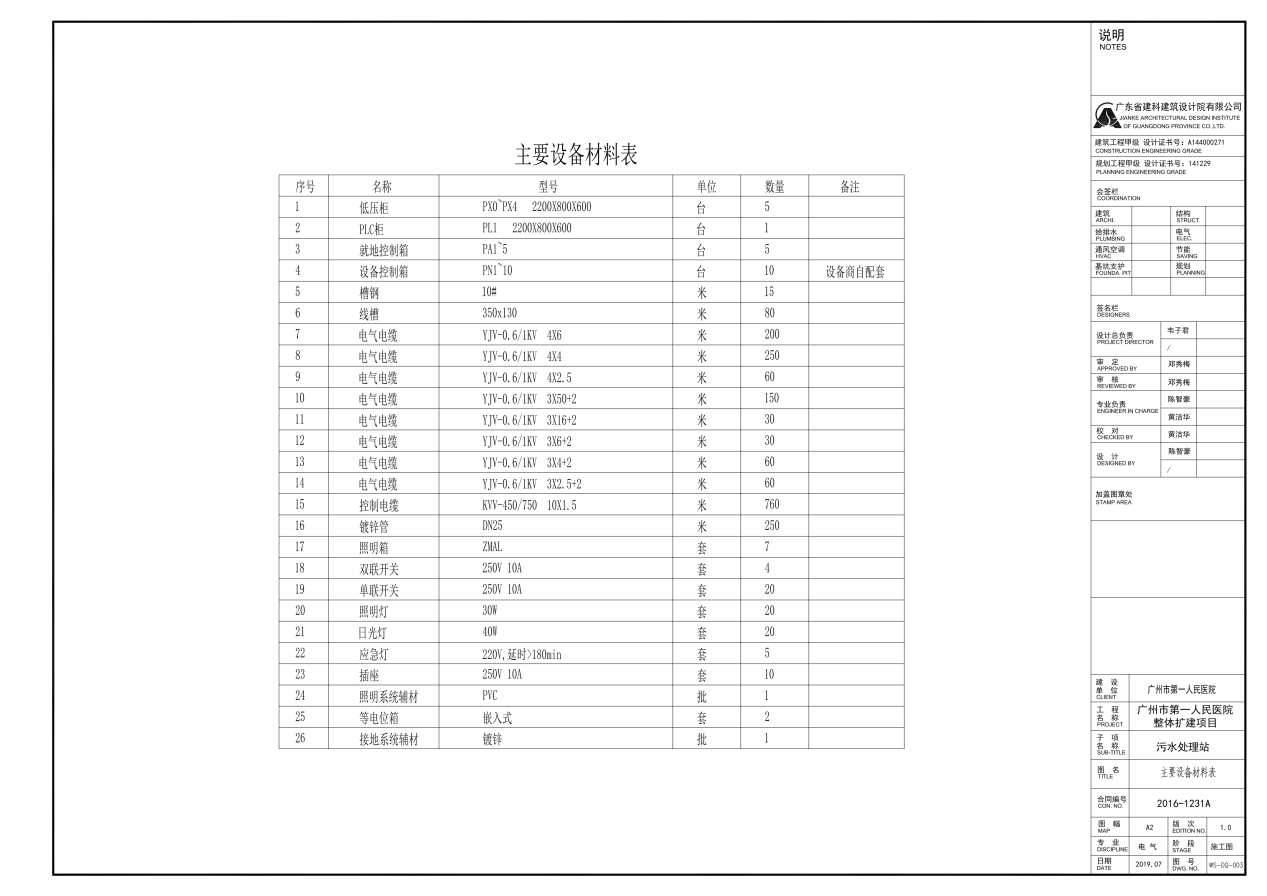 主要设备材料表
序号 名称 型号 单位 数量 备注
1 低压柜 PX0~PX4 2200X800X600 台 5
2 PLC柜 PL1 2200X800X600 台 1
3 就地控制箱 PA1~5 台 5
4 设备控制箱 PN1~10 台 10 设备商自配套
5 槽钢 10# 米 15
6 线槽 350x130 米 80
7 电气电缆 YJV-0.6/1KV 4X6 米 200
8 电气电缆 YJV-0.6/1KV 4X4 米 250
9 电气电缆 YJV-0.6/1KV 4X2.5 米 60
10 电气电缆 YJV-0.6/1KV 3X50+2 米 150
11 电气电缆 YJV-0.6/1KV 3X16+2 米 30
12 电气电缆 YJV-0.6/1KV 3X6+2 米 30
13 电气电缆 YJV-0.6/1KV 3X4+2 米 60
14 电气电缆 YJV-0.6/1KV 3X2.5+2 米 60
15 控制电缆 KVV-450/750 10X1.5 米 760
16 镀锌管 DN25 米 250
17 照明箱 ZMAL 套 7
18 双联开关 250V 10A 套 4
19 单联开关 250V 10A 套 20
20 照明灯 30W 套 20
21 日光灯 40W 套 20
22 应急灯 220V,延时>180min 套 5
23 插座 250V 10A 套 10
24 照明系统辅材 PVC 批 1
25 等电位箱 嵌入式 套 2
26 接地系统辅材 镀锌 批 1
说明
NOTES
广东省建科建筑设计院有限公司
JIANKE ARCHITECTURAL DESIGN INSTITUTE
OF GUANGDONG PROVINCE CO.,LTD.
建筑工程甲级 设计证书号: A144000271
CONSTRUCTION ENGINEERING GRADE
规划工程甲级 设计证书号: 141229
PLANNING ENGINEERING GRADE
会签栏
COORDINATION
建筑 结构
ARCHI. STRUCT.
给排水 电气
PLUMBING ELEC.
通风空调 节能
HVAC SAVING
基坑支护 规划
FOUNDA. PIT PLANNING
签名栏
DESIGNERS
设计总负责 韦子君
PROJECT DIRECTOR /
审 定 邓秀梅
APPROVED BY
审 核 邓秀梅
REVIEWED BY
专业负责 陈智豪
ENGINEER IN CHARGE 黄洁华
校 对 黄洁华
CHECKED BY
设 计 陈智豪
DESIGNED BY /
加盖图章处
STAMP AREA
建 设
单 位 广州市第一人民医院
CLIENT
工 程 广州市第一人民医院
名 称 整体扩建项目
PROJECT
子 项
名 称 污水处理站
SUB-TITLE
图 名 主要设备材料表
TITLE
合同编号 2016-1231A
CON. NO.
图 幅 A2 版 次 1.0
MAP EDITION NO.
专 业 电 气 阶 段 施工图
DISCIPLINE STAGE
日期 2019.07 图 号 WS-DQ-003
DATE DWG. NO.